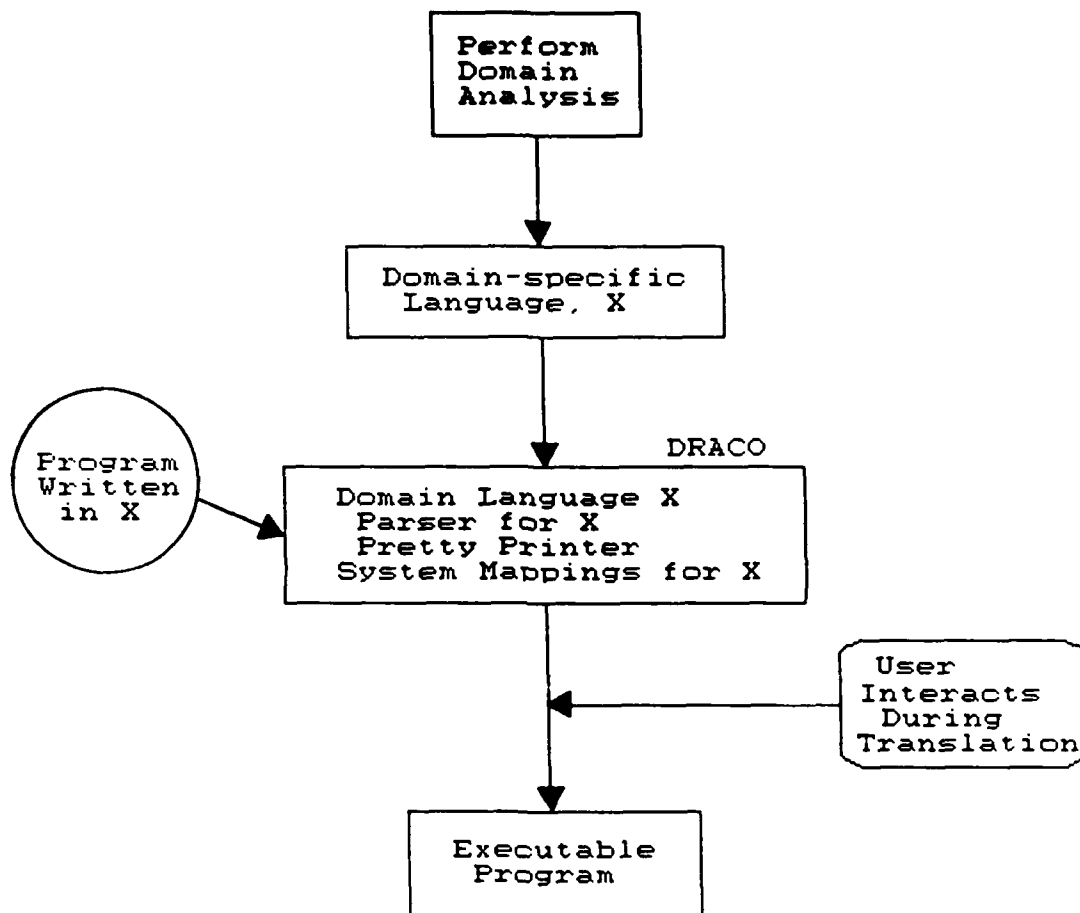 Perform
Domain
Analysis
Domain-specific
Language, X
DRACO
Program
Written
in X
Domain Language X
Parser for X
Pretty Printer
System Mappings for X
User
Interacts
During
Translation
Executable
Program